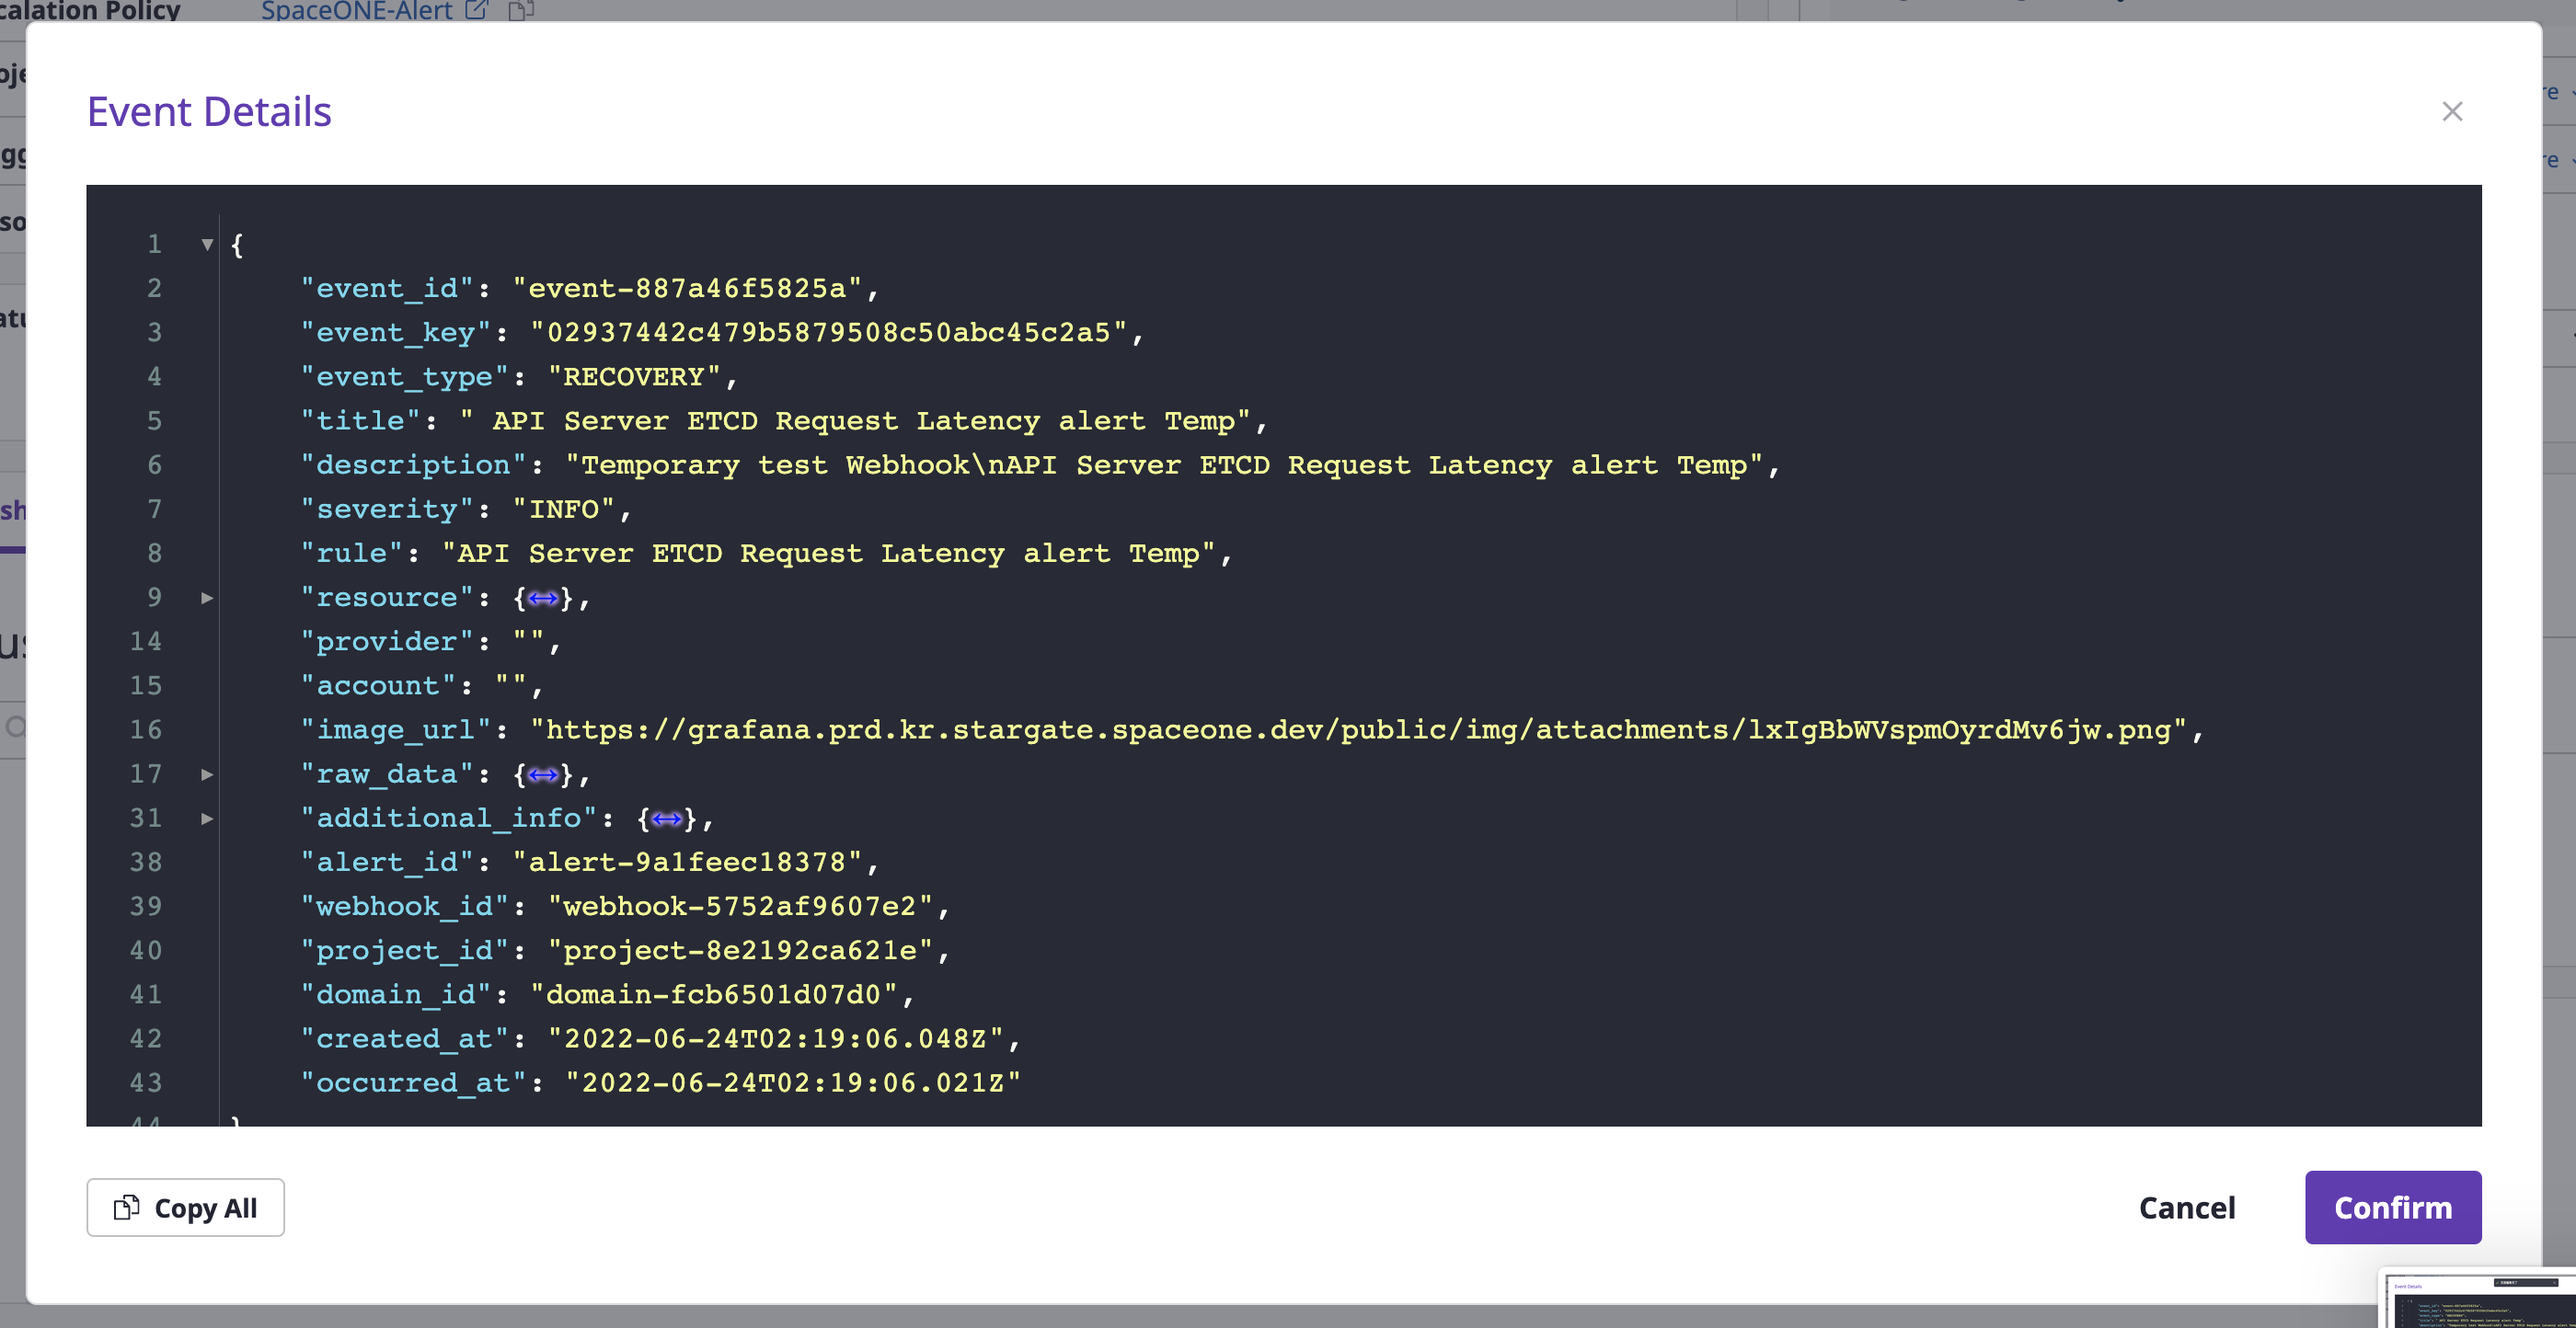 calation Policy SpaceONE-Alert
Event Details
1 {
2 "event_id": "event-887a46f5825a",
3 "event_key": "02937442c479b5879508c50abc45c2a5",
4 "event_type": "RECOVERY",
5 "title": " API Server ETCD Request Latency alert Temp",
6 "description": "Temporary test Webhook\nAPI Server ETCD Request Latency alert Temp",
7 "severity": "INFO",
8 "rule": "API Server ETCD Request Latency alert Temp",
9 "resource": {↔},
14 "provider": "",
15 "account": "",
16 "image_url": "https://grafana.prd.kr.stargate.spaceone.dev/public/img/attachments/lxIgBbWVspmOyrdMv6jw.png",
17 "raw_data": {↔},
31 "additional_info": {↔},
38 "alert_id": "alert-9a1feec18378",
39 "webhook_id": "webhook-5752af9607e2",
40 "project_id": "project-8e2192ca621e",
41 "domain_id": "domain-fcb6501d07d0",
42 "created_at": "2022-06-24T02:19:06.048Z",
43 "occurred_at": "2022-06-24T02:19:06.021Z"
44 }
Copy All
Cancel
Confirm